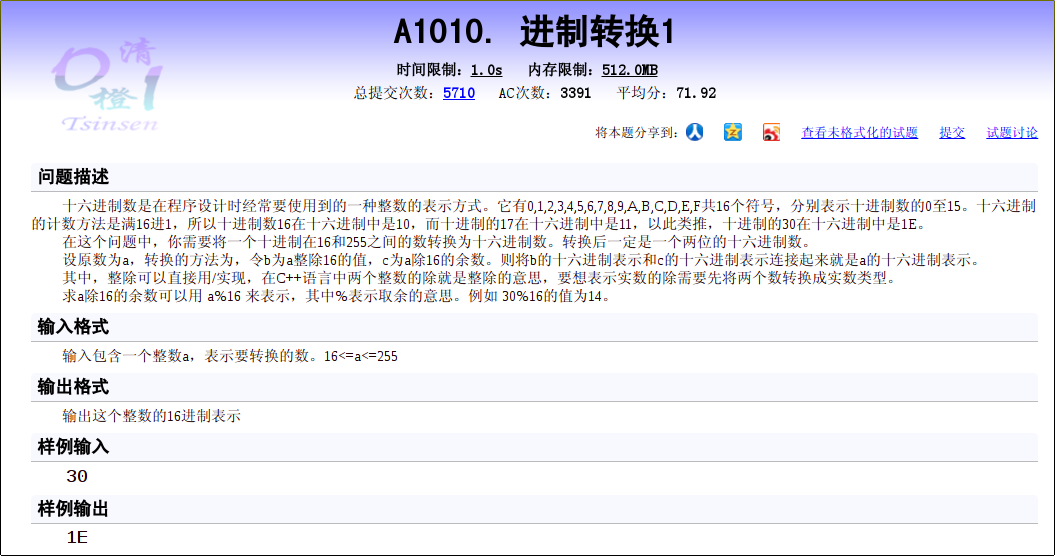 A1010. 进制转换1
清
橙
Tsinsen
时间限制：1.0s 内存限制：512.0MB
总提交次数：5710 AC次数：3391 平均分：71.92
将本题分享到： 查看未格式化的试题 提交 试题讨论
问题描述
十六进制数是在程序设计时经常要使用到的一种整数的表示方式。它有0,1,2,3,4,5,6,7,8,9,A,B,C,D,E,F共16个符号，分别表示十进制数的0至15。十六进制
的计数方法是满16进1，所以十进制数16在十六进制中是10，而十进制的17在十六进制中是11，以此类推，十进制的30在十六进制中是1E。
在这个问题中，你需要将一个十进制在16和255之间的数转换为十六进制数。转换后一定是一个两位的十六进制数。
设原数为a，转换的方法为，令b为a整除16的值，c为a除16的余数。则将b的十六进制表示和c的十六进制表示连接起来就是a的十六进制表示。
其中，整除可以直接用/实现，在C++语言中两个整数的除就是整除的意思，要想表示实数的除需要先将两个数转换成实数类型。
求a除16的余数可以用 a%16 来表示，其中%表示取余的意思。例如 30%16的值为14。
输入格式
输入包含一个整数a，表示要转换的数。16<=a<=255
输出格式
输出这个整数的16进制表示
样例输入
30
样例输出
1E